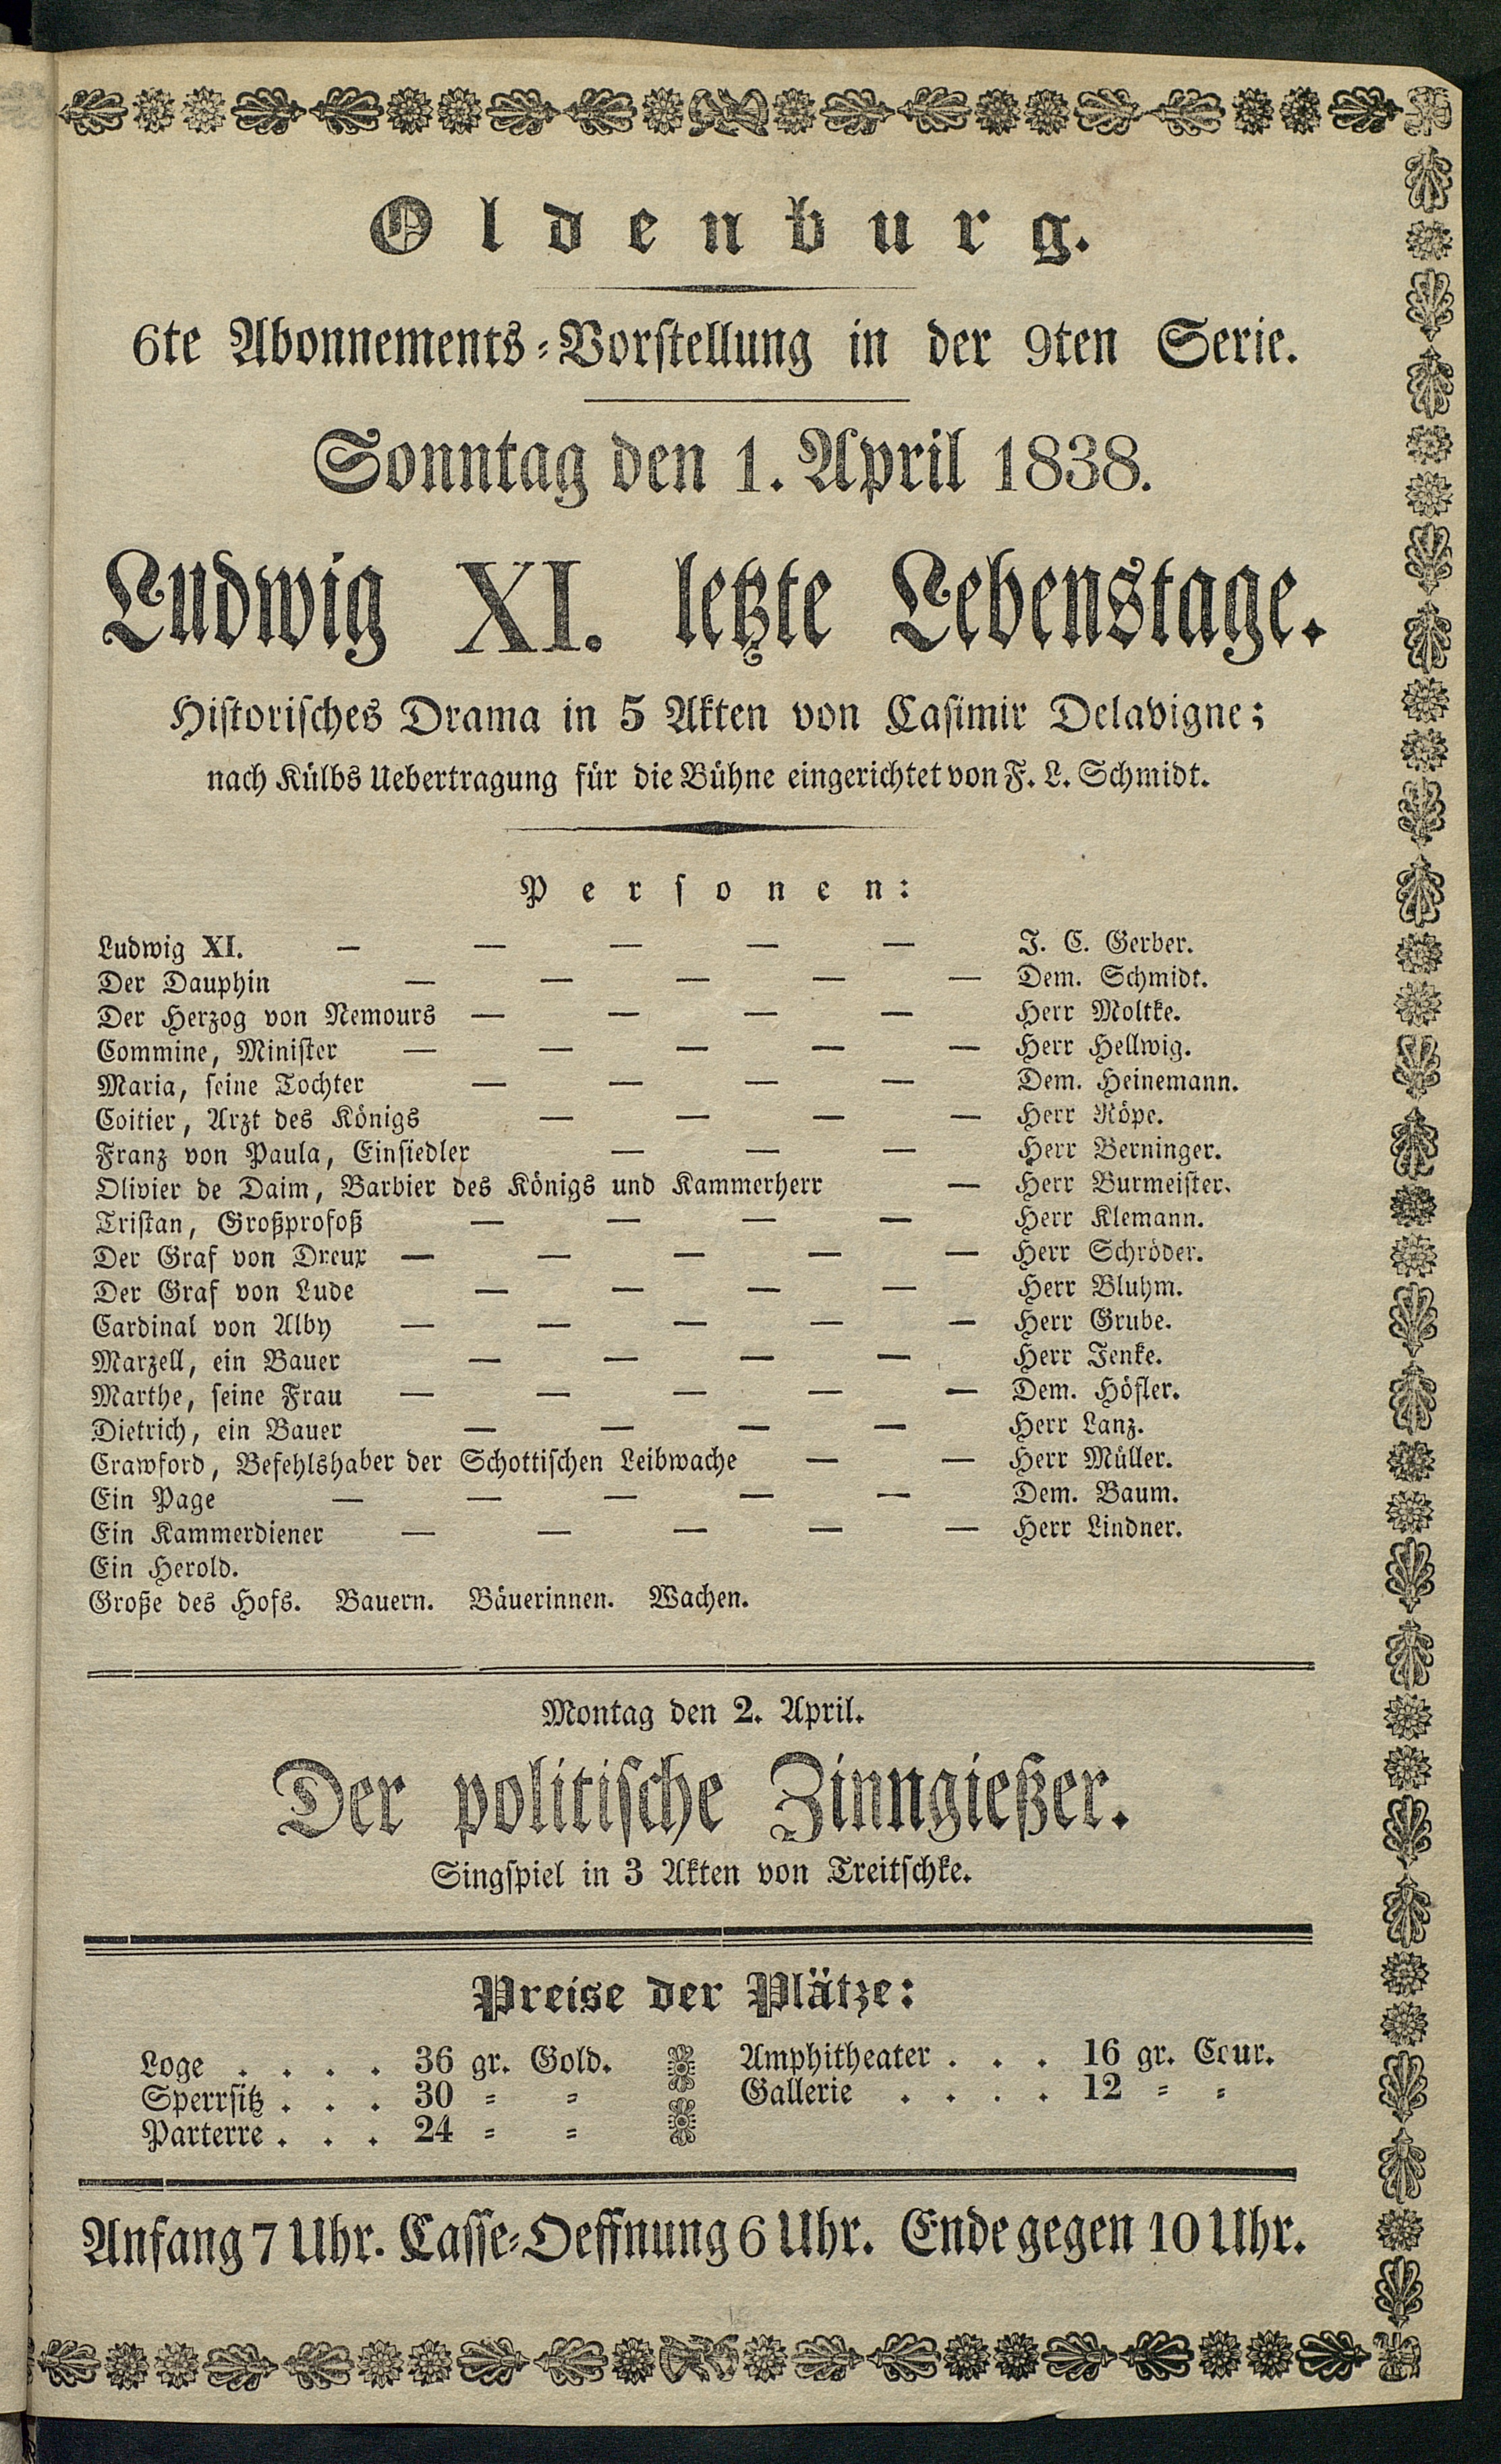 Oldenburg.
6te Abonnements-Vorstellung in der 9ten Serie.
Sonntag den 1. April 1838.
Ludwig XI. letzte Lebenstage.
Historisches Drama in 5 Akten von Casimir Delavigne;
nach Külbs Uebertragung für die Bühne eingerichtet von F. L. Schmidt.
Personen:
Ludwig XI. — — — — — J. C. Gerber.
Der Dauphin — — — — — Dem. Schmidt.
Der Herzog von Nemours — — — — Herr Moltke.
Commine, Minister — — — — — Herr Hellwig.
Maria, seine Tochter — — — — Dem. Heinemann.
Coitier, Arzt des Königs — — — — Herr Röpe.
Franz von Paula, Einsiedler — — — Herr Berninger.
Olivier de Daim, Barbier des Königs und Kammerherr — Herr Burmeister.
Tristan, Großprofoß — — — — Herr Klemann.
Der Graf von Dreux — — — — — Herr Schröder.
Der Graf von Lude — — — — Herr Bluhm.
Cardinal von Alby — — — — — Herr Grube.
Marzell, ein Bauer — — — — Herr Jenke.
Marthe, seine Frau — — — — — Dem. Höfler.
Dietrich, ein Bauer — — — — Herr Lanz.
Crawford, Befehlshaber der Schottischen Leibwache — — Herr Müller.
Ein Page — — — — — Dem. Baum.
Ein Kammerdiener — — — — — Herr Lindner.
Ein Herold.
Große des Hofs. Bauern. Bäuerinnen. Wachen.
Montag den 2. April.
Der politische Zinngießer.
Singspiel in 3 Akten von Treitschke.
Preise der Plätze:
Loge . . . . 36 gr. Gold.
Sperrsitz . . . 30 = =
Parterre . . . 24 = =
Amphitheater . . . 16 gr. Cour.
Gallerie . . . . 12 = =
Anfang 7 Uhr. Casse-Oeffnung 6 Uhr. Ende gegen 10 Uhr.